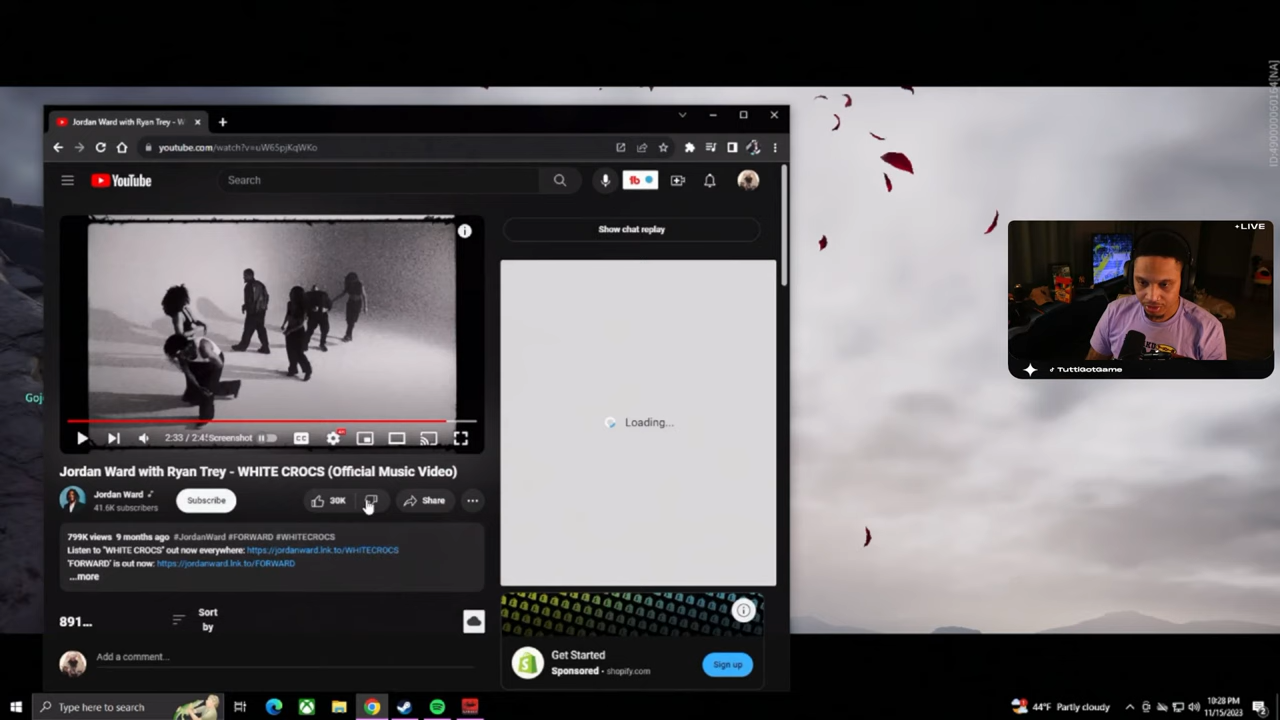 Jordan Ward with Ryan Trey - W
youtube.com/watch?v=uW65pjKqWKo
YouTube
Search
Show chat replay
Loading...
2:33 / 2:45
Screenshot
CC
Jordan Ward with Ryan Trey - WHITE CROCS (Official Music Video)
Jordan Ward
41.6K subscribers
Subscribe
30K
Share
799K views 9 months ago #JordanWard #FORWARD #WHITECROCS
Listen to "WHITE CROCS" out now everywhere: https://jordanward.lnk.to/WHITECROCS
'FORWARD' is out now: https://jordanward.lnk.to/FORWARD
...more
891...
Sort
by
Add a comment...
Get Started
Sponsored • shopify.com
Sign up
+LIVE
TuttiGotGame
Goj
Type here to search
44°F Partly cloudy
10:28 PM
11/15/2023
2